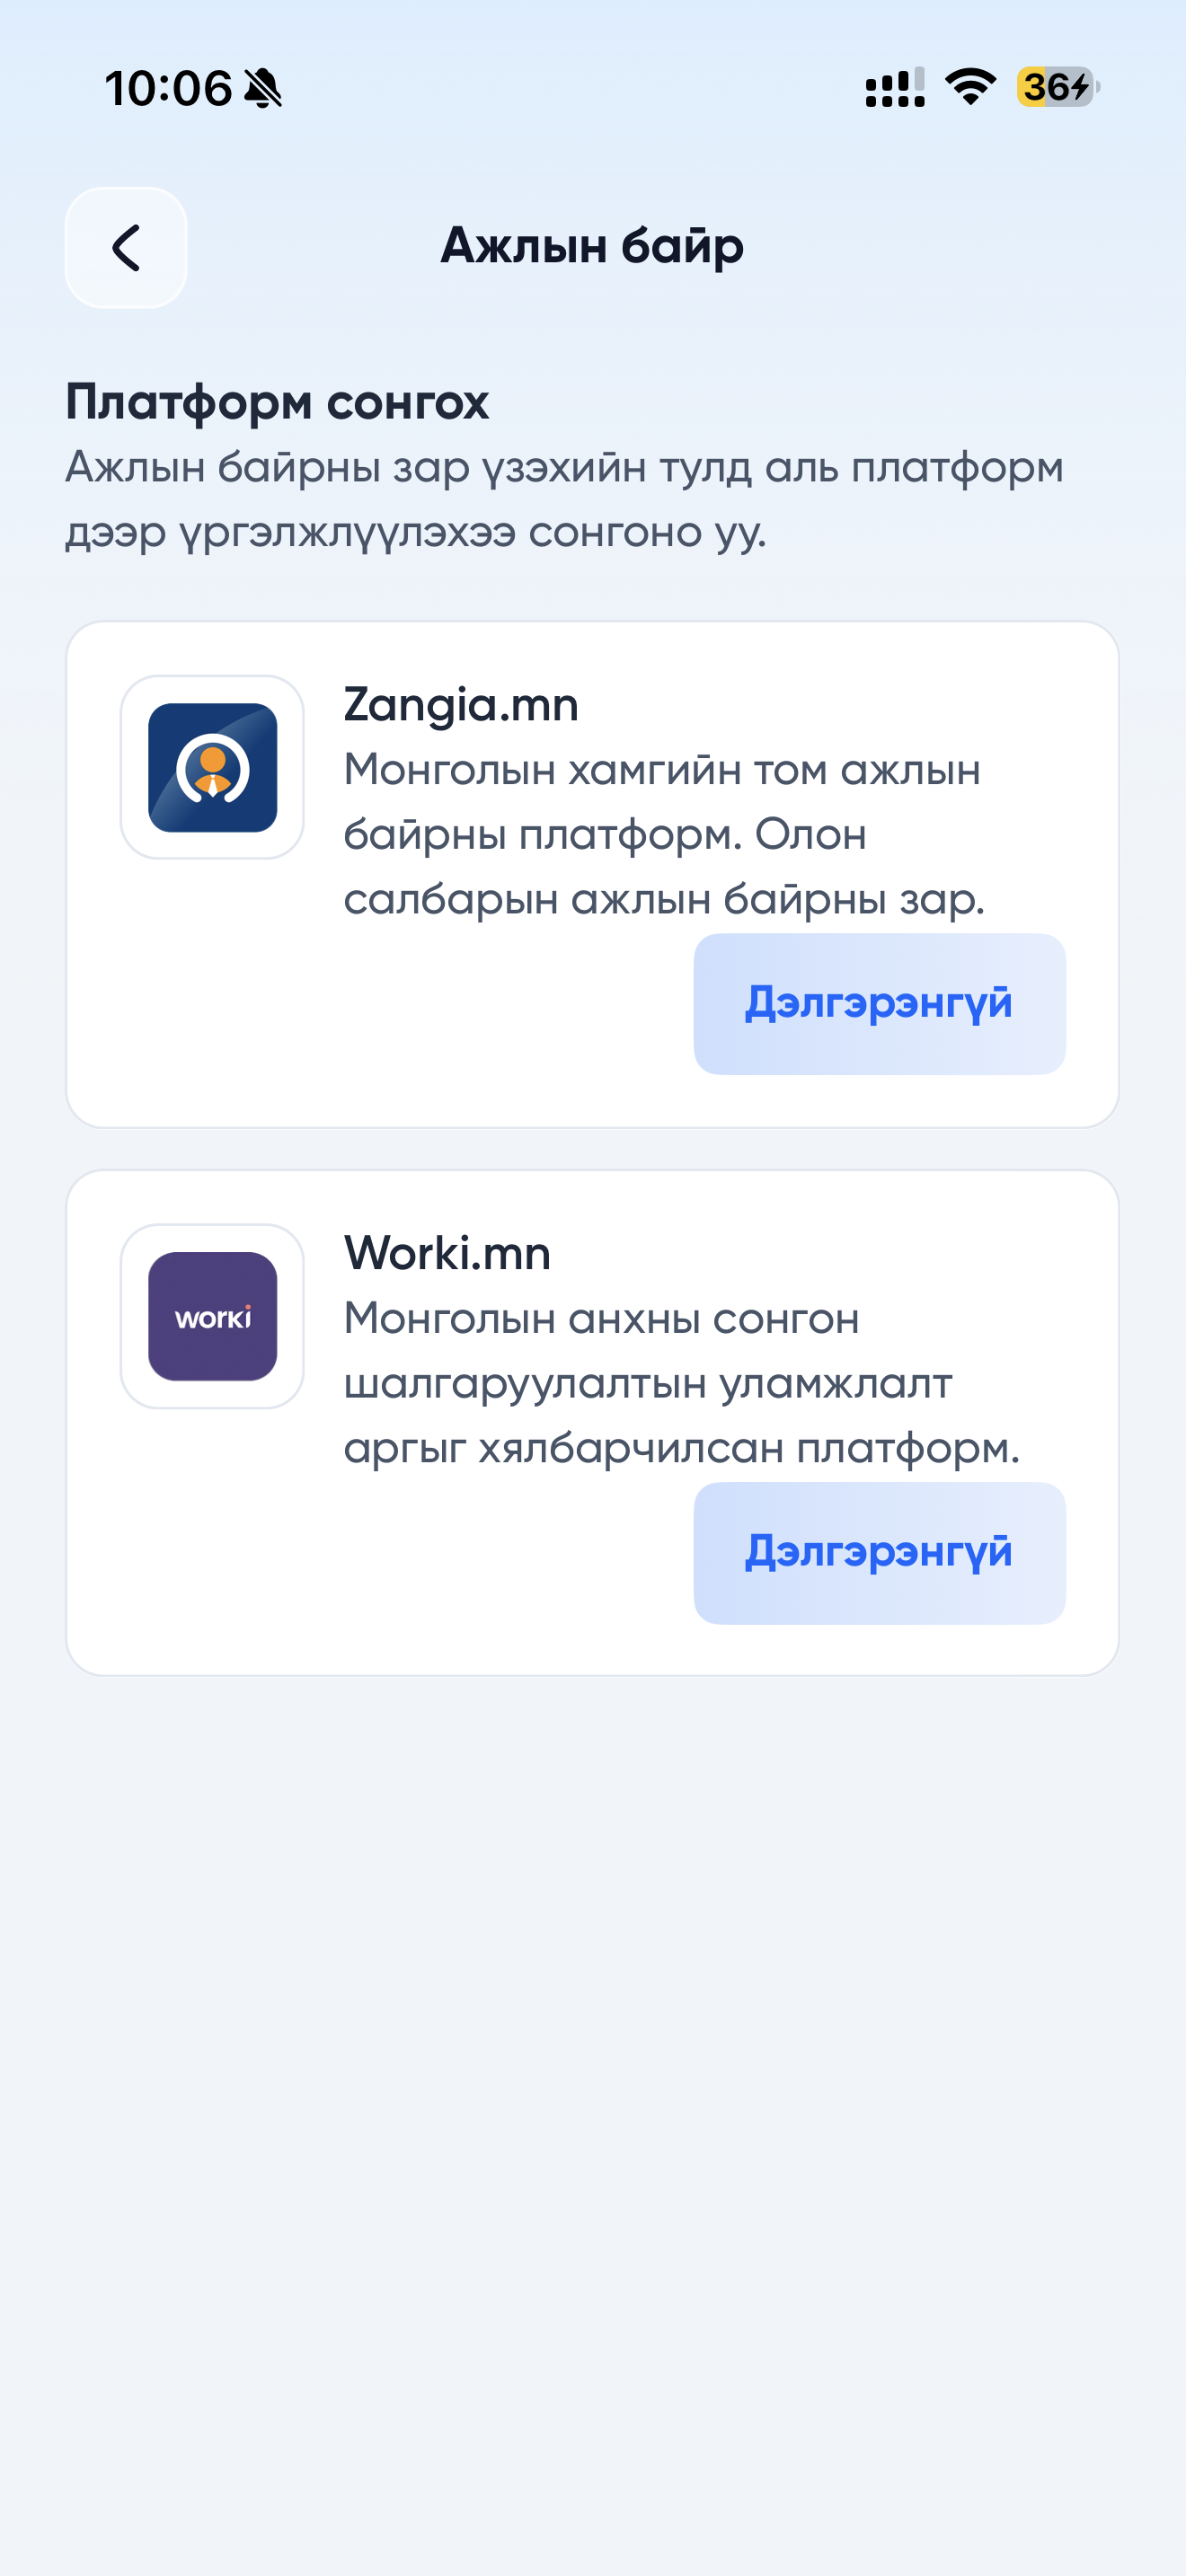 10:06
36
Ажлын байр
Платформ сонгох
Ажлын байрны зар үзэхийн тулд аль платформ
дээр үргэлжлүүлэхээ сонгоно уу.
Zangia.mn
Монголын хамгийн том ажлын
байрны платформ. Олон
салбарын ажлын байрны зар.
Дэлгэрэнгүй
worki
Worki.mn
Монголын анхны сонгон
шалгаруулалтын уламжлалт
аргыг хялбарчилсан платформ.
Дэлгэрэнгүй